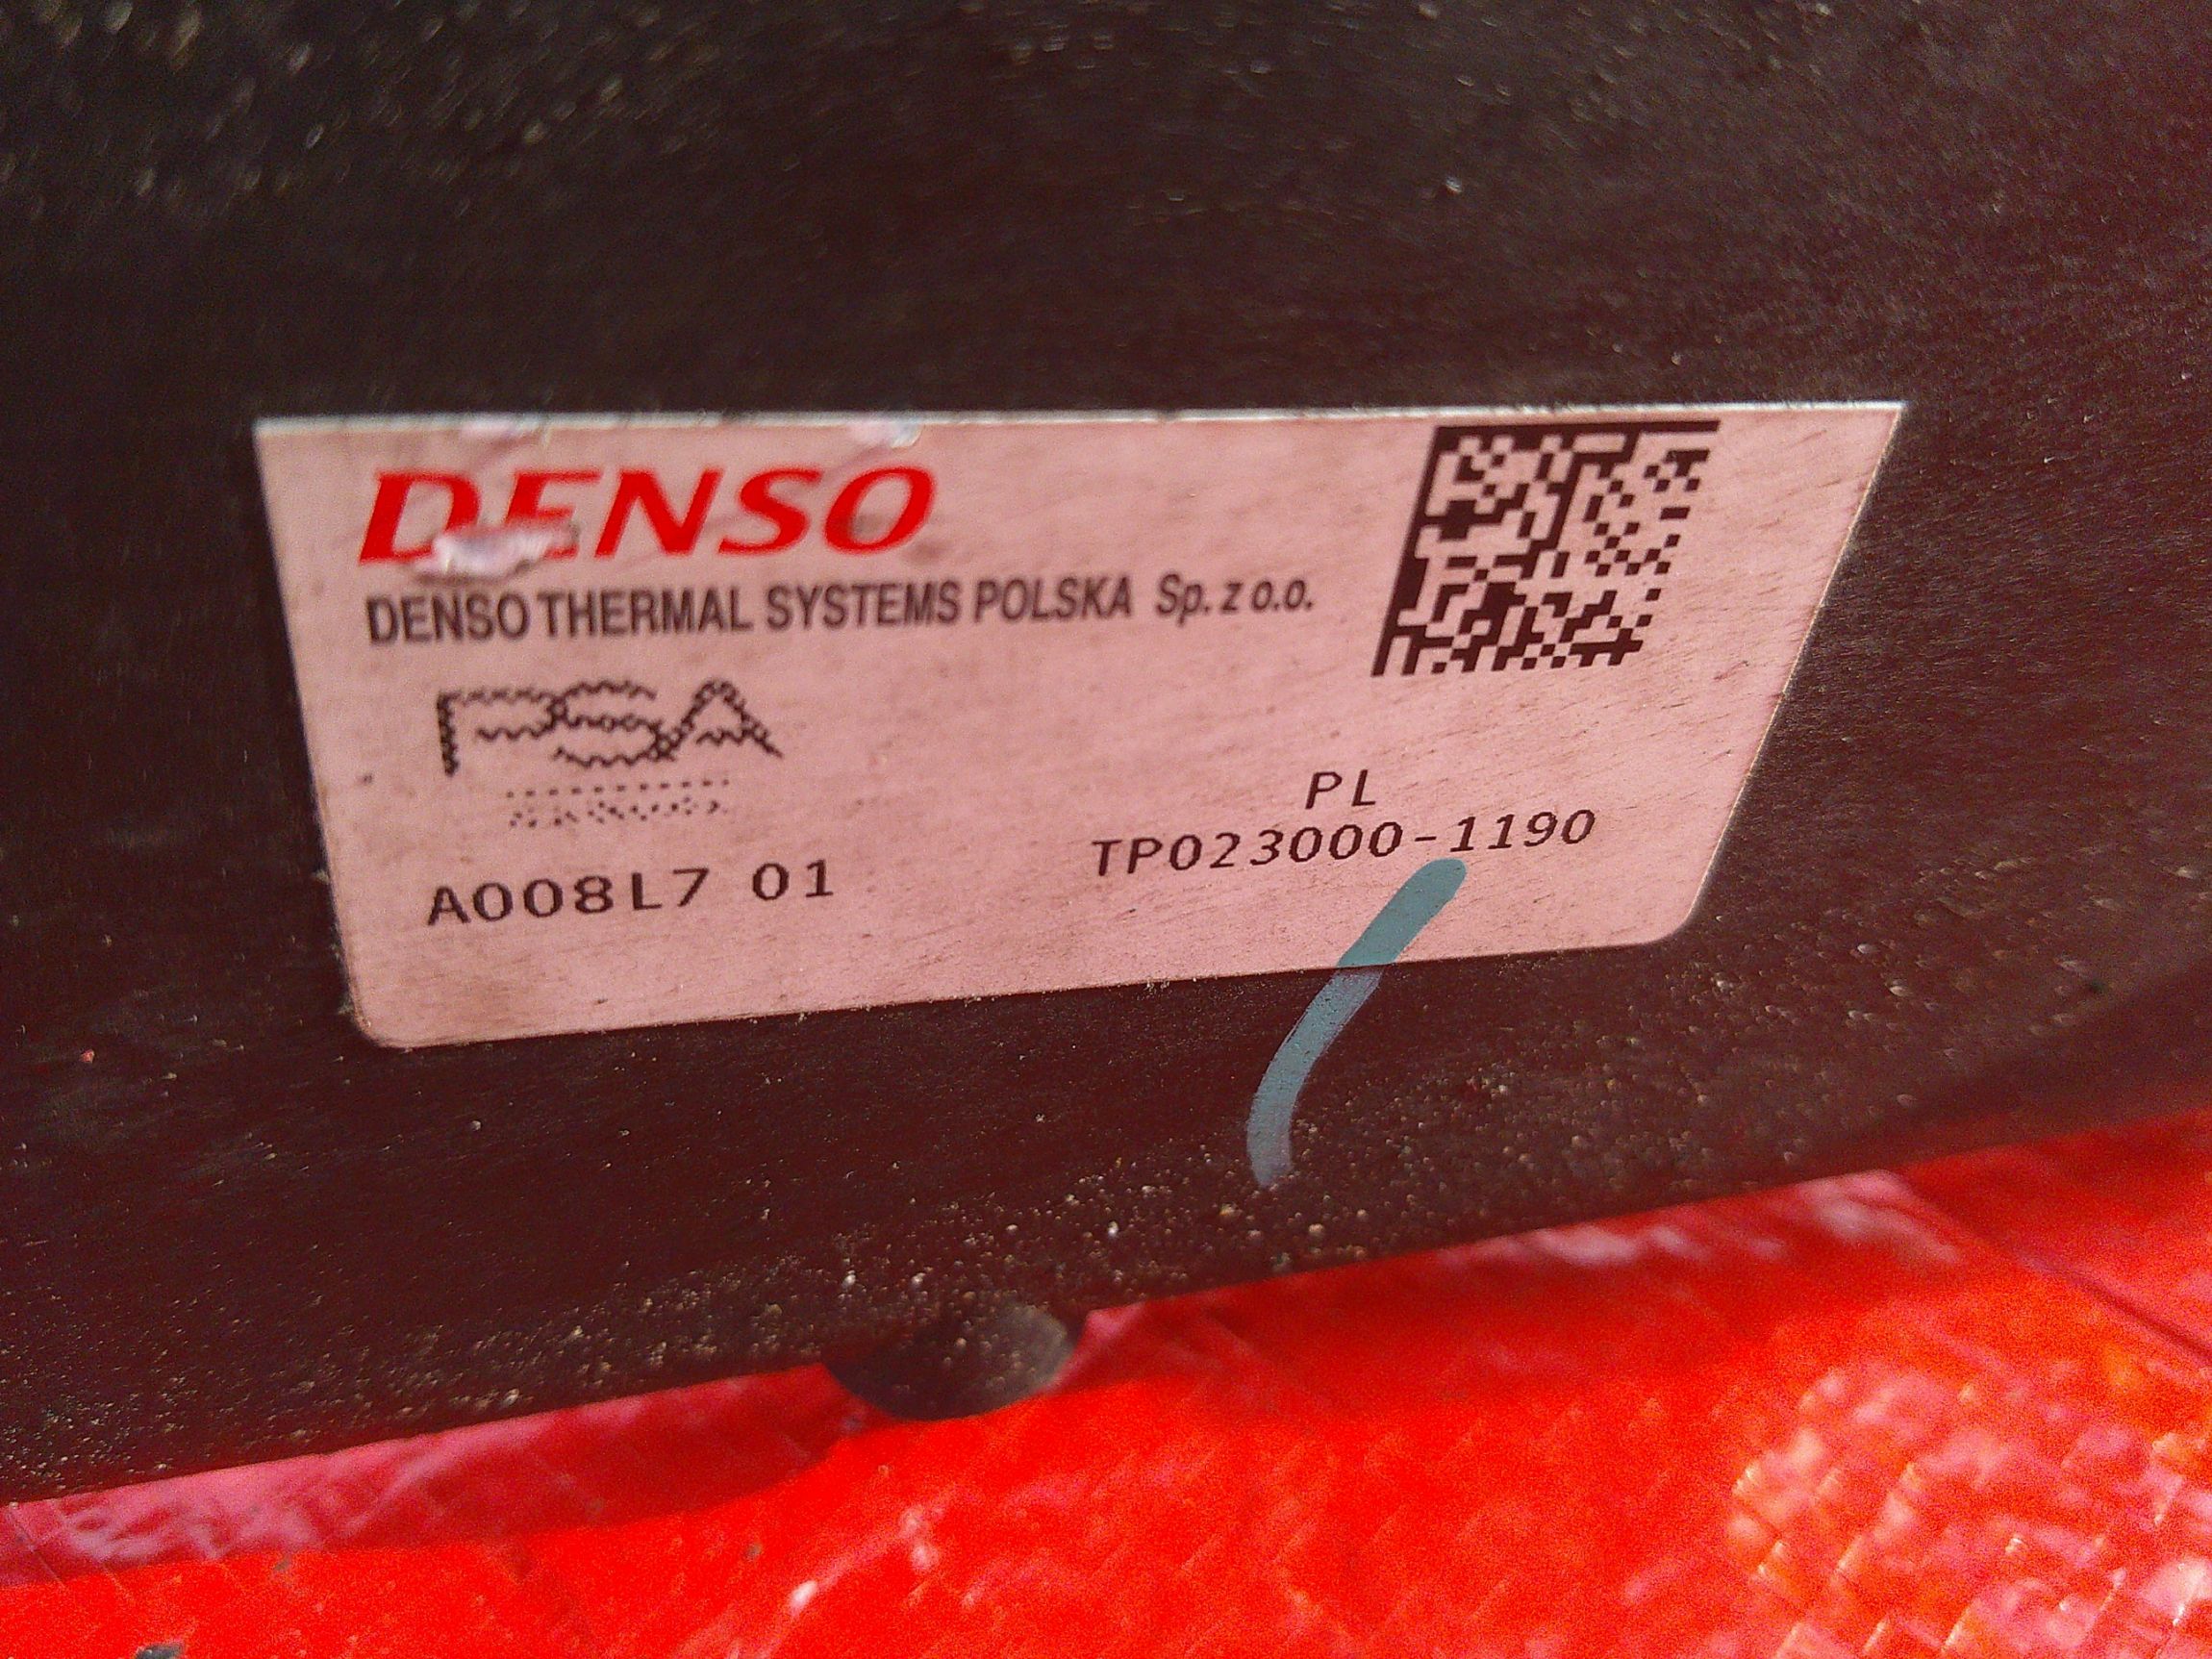 DENSO
DENSO THERMAL SYSTEMS POLSKA Sp. z o.o.
PSA
PL
TP023000-1190
A008L7 01